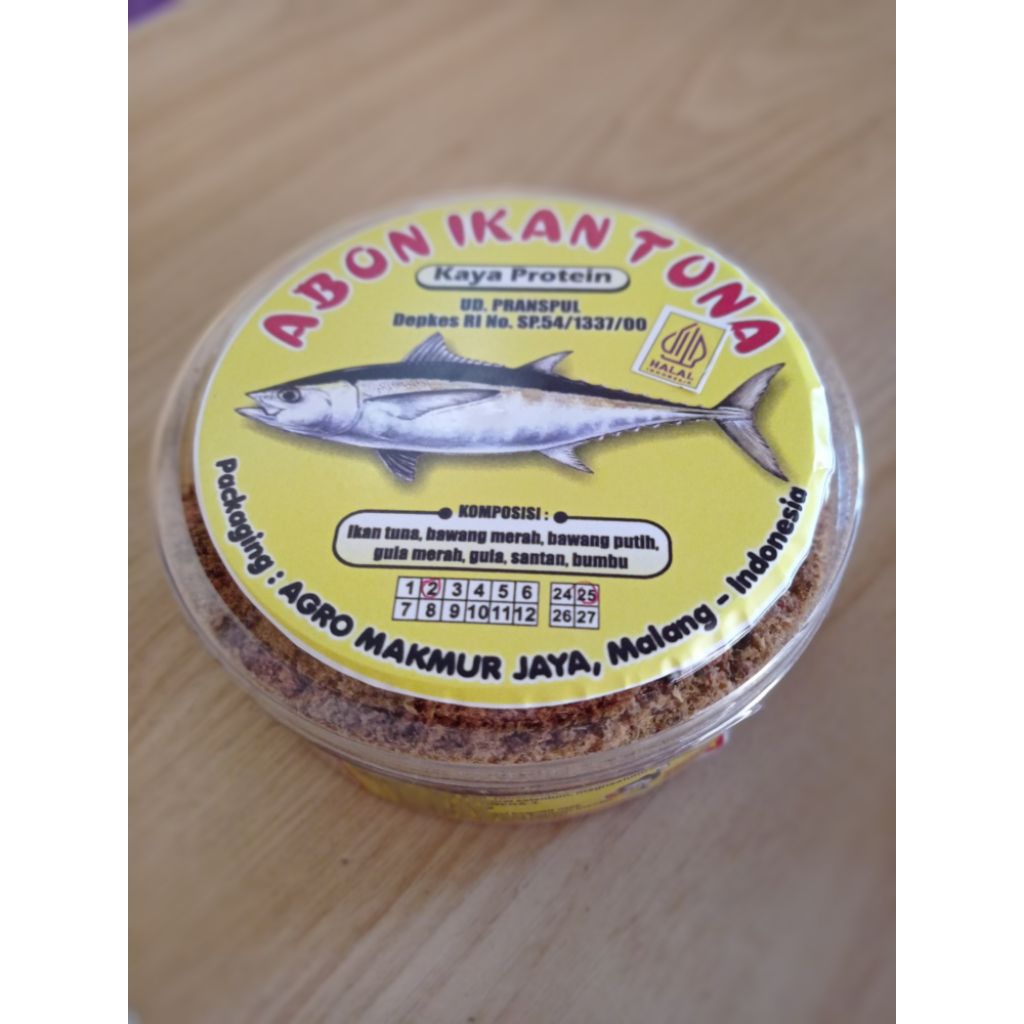 ABON IKAN TUNA
Kaya Protein
UD. PRANSPUL
Depkes RI No. SP.54/1337/00
HALAL
INDONESIA
KOMPOSISI :
Ikan tuna, bawang merah, bawang putih,
gula merah, gula, santan, bumbu
1 2 3 4 5 6 24 25
7 8 9 10 11 12 26 27
Packaging : AGRO MAKMUR JAYA, Malang - Indonesia